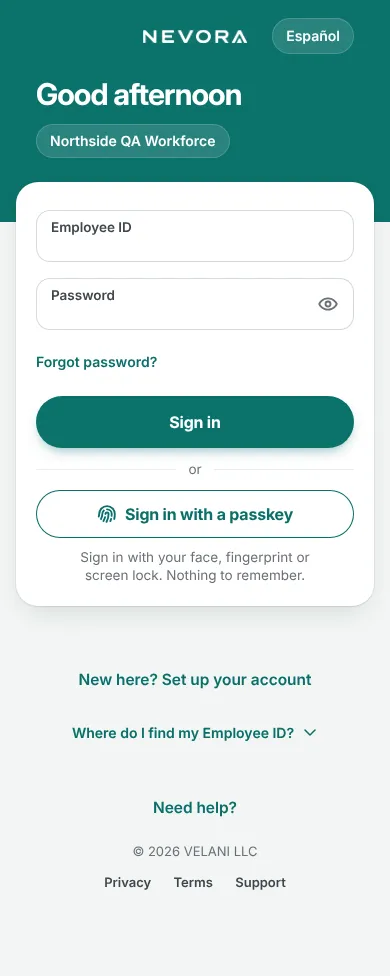 NEVORA
Español
Good afternoon
Northside QA Workforce
Employee ID
Password
Forgot password?
Sign in
or
Sign in with a passkey
Sign in with your face, fingerprint or
screen lock. Nothing to remember.
New here? Set up your account
Where do I find my Employee ID?
Need help?
© 2026 VELANI LLC
Privacy Terms Support